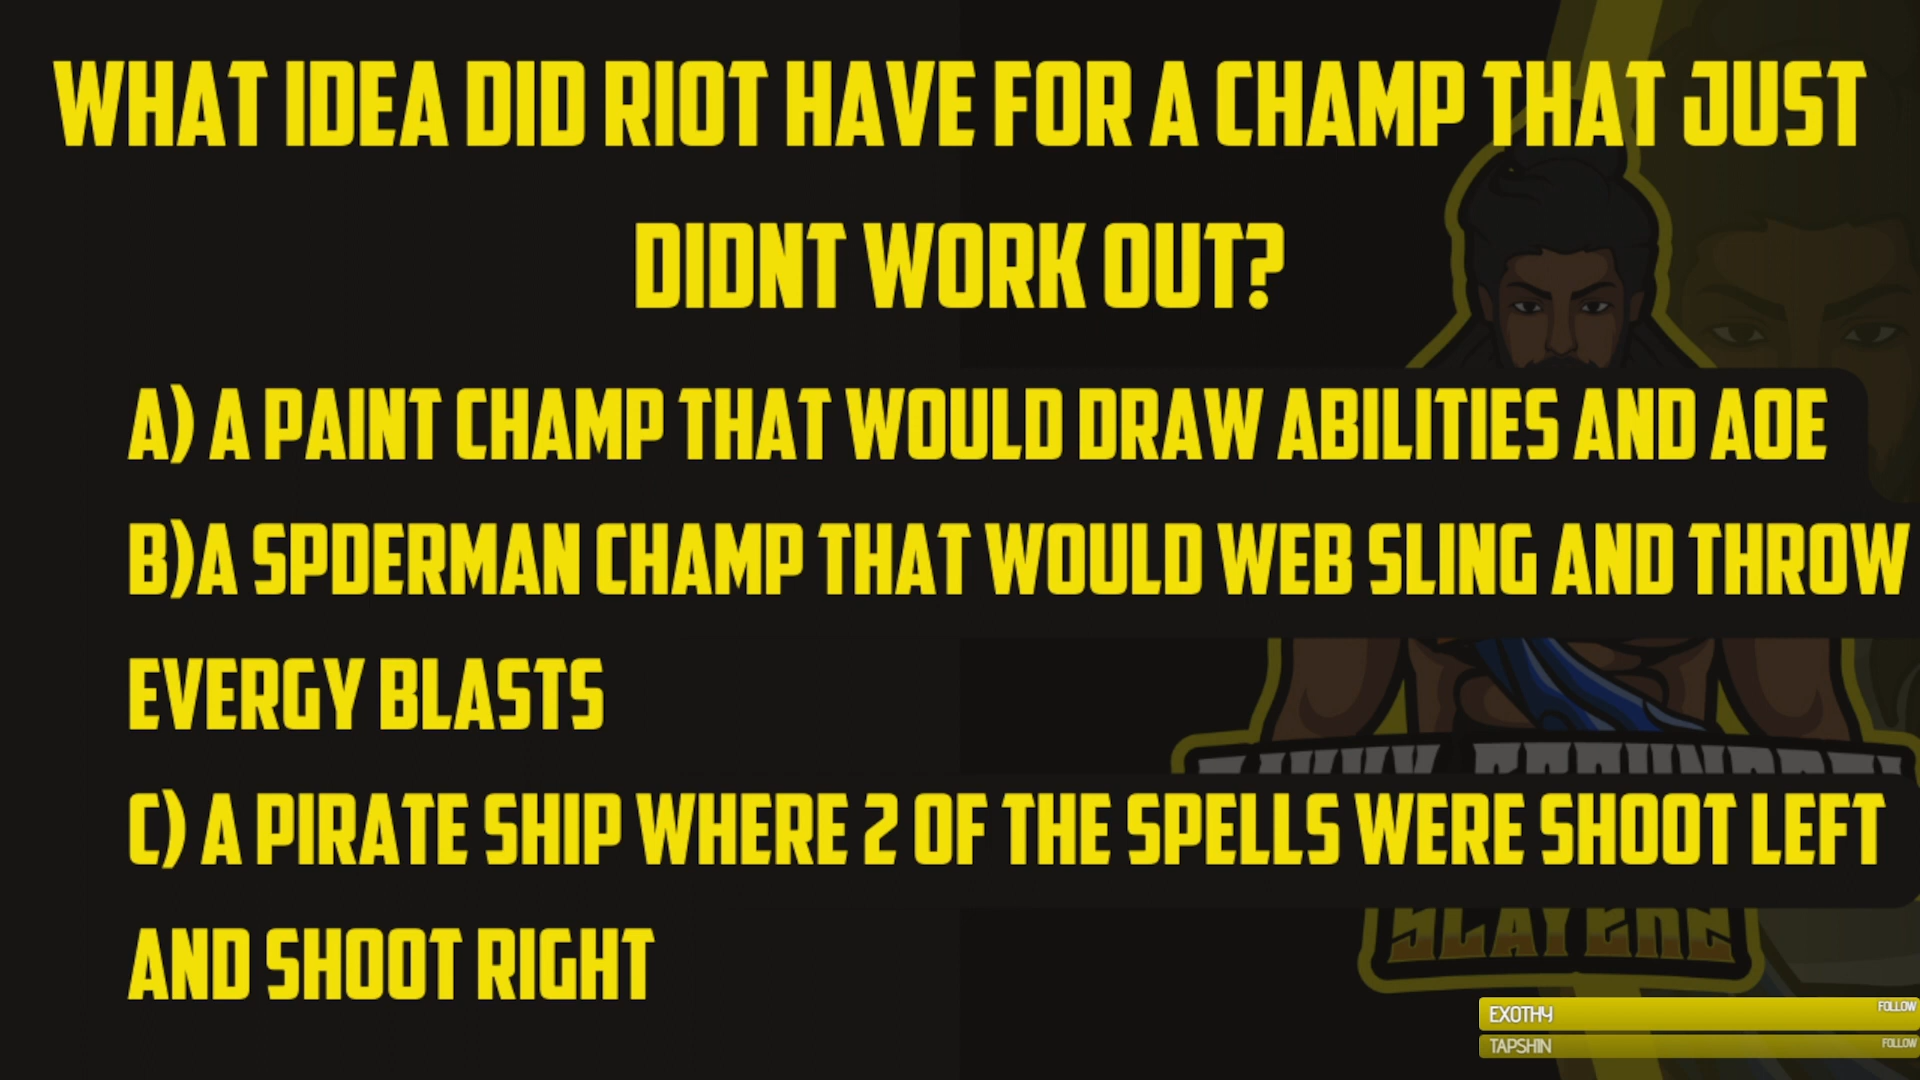 WHAT IDEA DID RIOT HAVE FOR A CHAMP THAT JUST
DIDNT WORK OUT?
A) A PAINT CHAMP THAT WOULD DRAW ABILITIES AND AOE
B)A SPDERMAN CHAMP THAT WOULD WEB SLING AND THROW
EVERGY BLASTS
C) A PIRATE SHIP WHERE 2 OF THE SPELLS WERE SHOOT LEFT
AND SHOOT RIGHT
SLAYERZ
EXOTHY FOLLOW
TAPSHIN FOLLOW